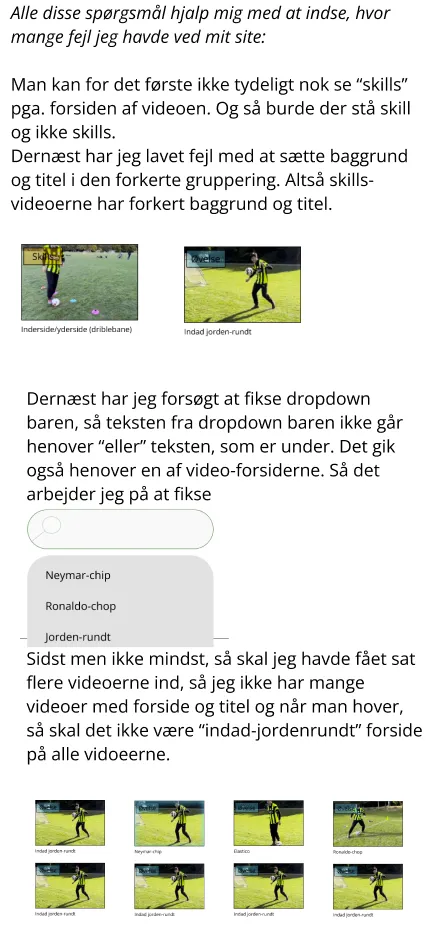 Alle disse spørgsmål hjalp mig med at indse, hvor
mange fejl jeg havde ved mit site:
Man kan for det første ikke tydeligt nok se “skills”
pga. forsiden af videoen. Og så burde der stå skill
og ikke skills.
Dernæst har jeg lavet fejl med at sætte baggrund
og titel i den forkerte gruppering. Altså skills-
videoerne har forkert baggrund og titel.
Skills
Øvelse
Inderside/yderside (driblebane)
Indad jorden-rundt
Dernæst har jeg forsøgt at fikse dropdown
baren, så teksten fra dropdown baren ikke går
henover “eller” teksten, som er under. Det gik
også henover en af video-forsiderne. Så det
arbejder jeg på at fikse
Neymar-chip
Ronaldo-chop
Jorden-rundt
Sidst men ikke mindst, så skal jeg havde fået sat
flere videoerne ind, så jeg ikke har mange
videoer med forside og titel og når man hover,
så skal det ikke være “indad-jordenrundt” forside
på alle vidoeerne.
Indad jorden-rundt
Neymar-chip
Elastico
Ronaldo-chop
Indad jorden-rundt
Indad jorden-rundt
Indad jorden-rundt
Indad jorden-rundt